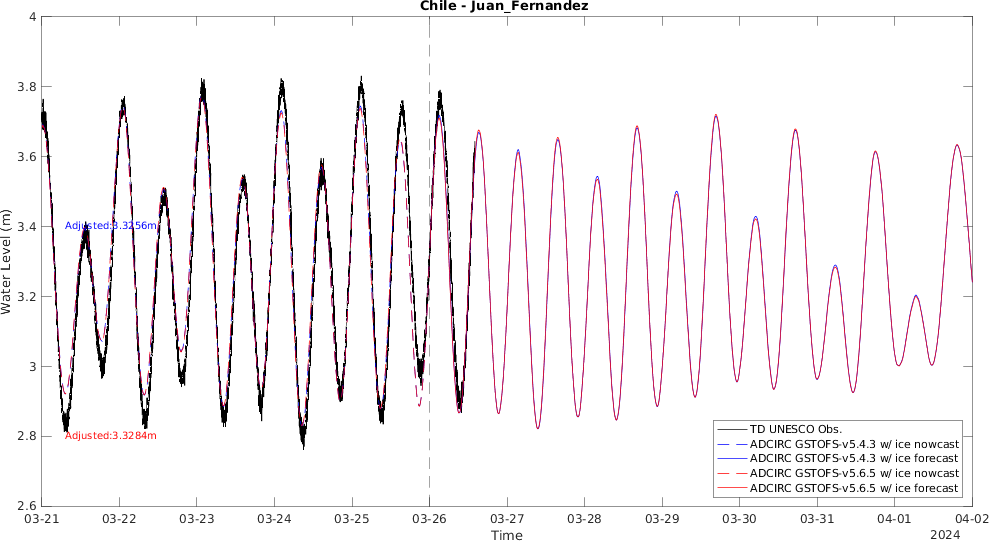 Chile - Juan_Fernandez
4
3.8
3.6
3.4
3.2
3
2.8
2.6
Water Level (m)
Adjusted:3.3256m
Adjusted:3.3284m
TD UNESCO Obs.
ADCIRC GSTOFS-v5.4.3 w/ ice nowcast
ADCIRC GSTOFS-v5.4.3 w/ ice forecast
ADCIRC GSTOFS-v5.6.5 w/ ice nowcast
ADCIRC GSTOFS-v5.6.5 w/ ice forecast
03-21 03-22 03-23 03-24 03-25 03-26 03-27 03-28 03-29 03-30 03-31 04-01 04-02
Time
2024